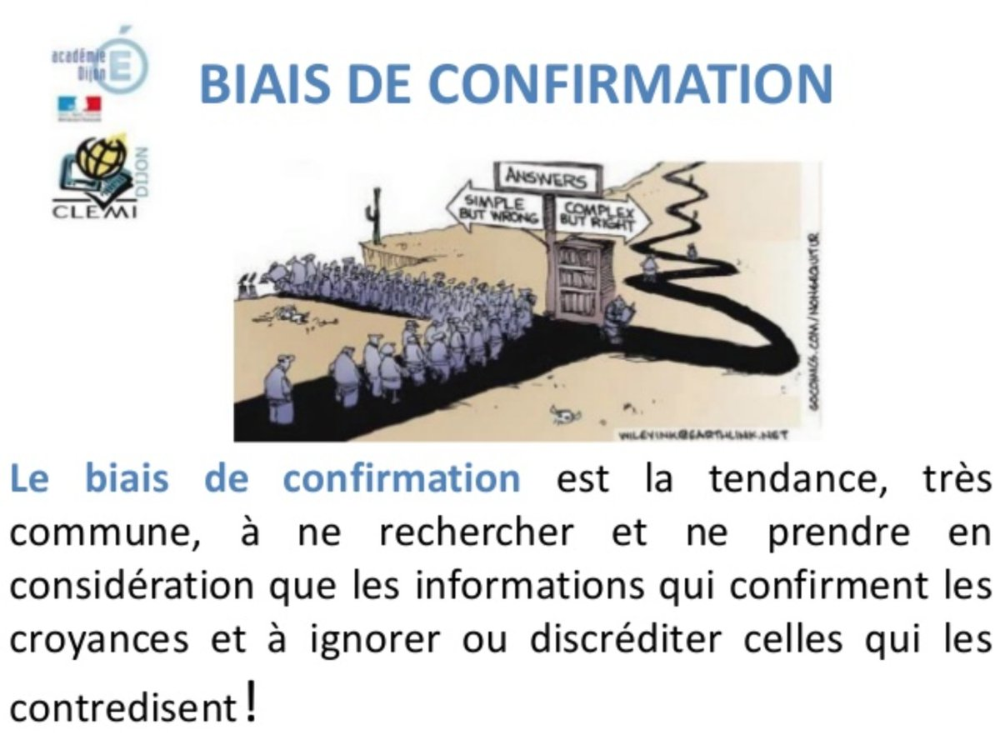 académie
Dijon
BIAIS DE CONFIRMATION
CLEMI
DIJON
ANSWERS
SIMPLE
BUT WRONG
COMPLEX
BUT RIGHT
GOCOMICS.COM/NONSEQUITUR
WILEYINK@EARTHLINK.NET
Le biais de confirmation est la tendance, très
commune, à ne rechercher et ne prendre en
considération que les informations qui confirment les
croyances et à ignorer ou discréditer celles qui les
contredisent !